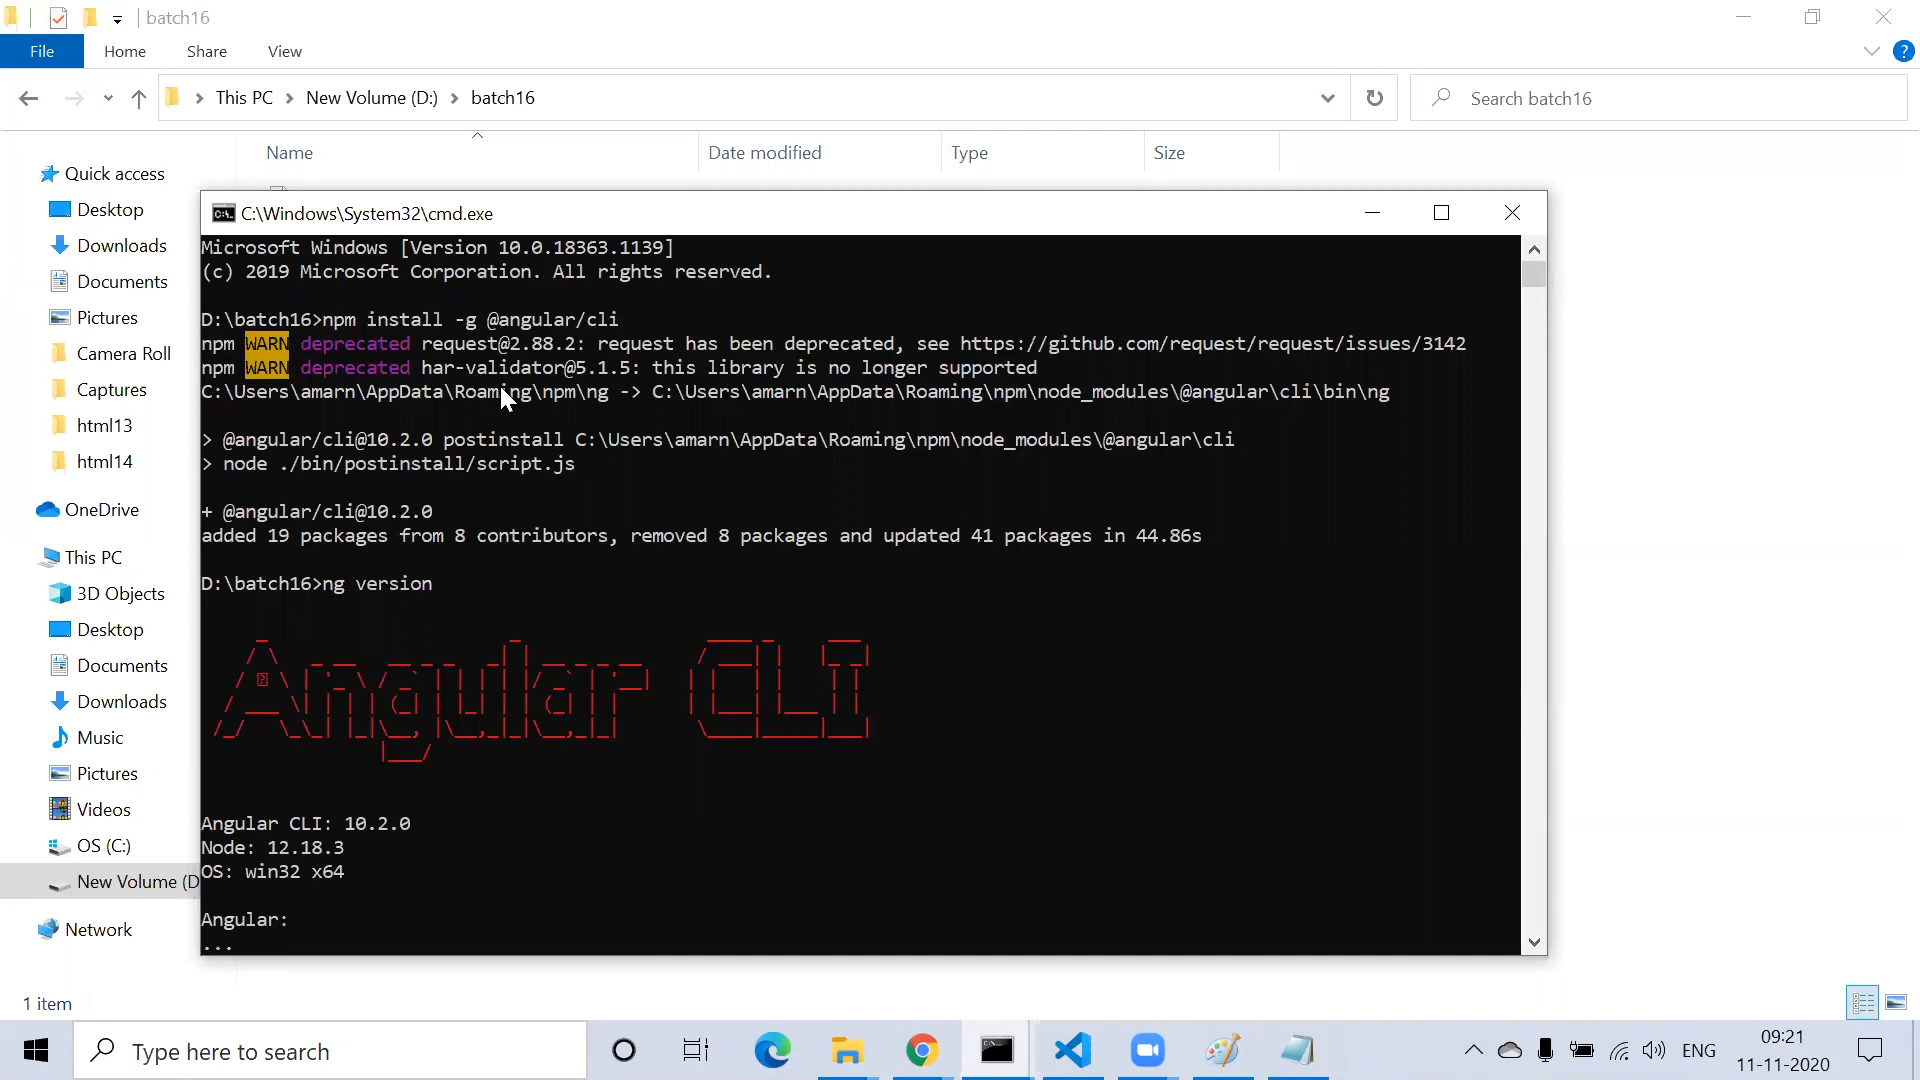 batch16
File
Home
Share
View
This PC
New Volume (D:)
batch16
Search batch16
Name
Date modified
Type
Size
Quick access
Desktop
Downloads
Documents
Pictures
Camera Roll
Captures
html13
html14
OneDrive
This PC
3D Objects
Desktop
Documents
Downloads
Music
Pictures
Videos
OS (C:)
New Volume (D
Network
1 item
C:\Windows\System32\cmd.exe
Microsoft Windows [Version 10.0.18363.1139]
(c) 2019 Microsoft Corporation. All rights reserved.
D:\batch16>npm install -g @angular/cli
npm WARN deprecated request@2.88.2: request has been deprecated, see https://github.com/request/request/issues/3142
npm WARN deprecated har-validator@5.1.5: this library is no longer supported
C:\Users\amarn\AppData\Roaming\npm\ng -> C:\Users\amarn\AppData\Roaming\npm\node_modules\@angular\cli\bin\ng
> @angular/cli@10.2.0 postinstall C:\Users\amarn\AppData\Roaming\npm\node_modules\@angular\cli
> node ./bin/postinstall/script.js
+ @angular/cli@10.2.0
added 19 packages from 8 contributors, removed 8 packages and updated 41 packages in 44.86s
D:\batch16>ng version
Angular CLI
Angular CLI: 10.2.0
Node: 12.18.3
OS: win32 x64
Angular:
...
Type here to search
ENG
09:21
11-11-2020